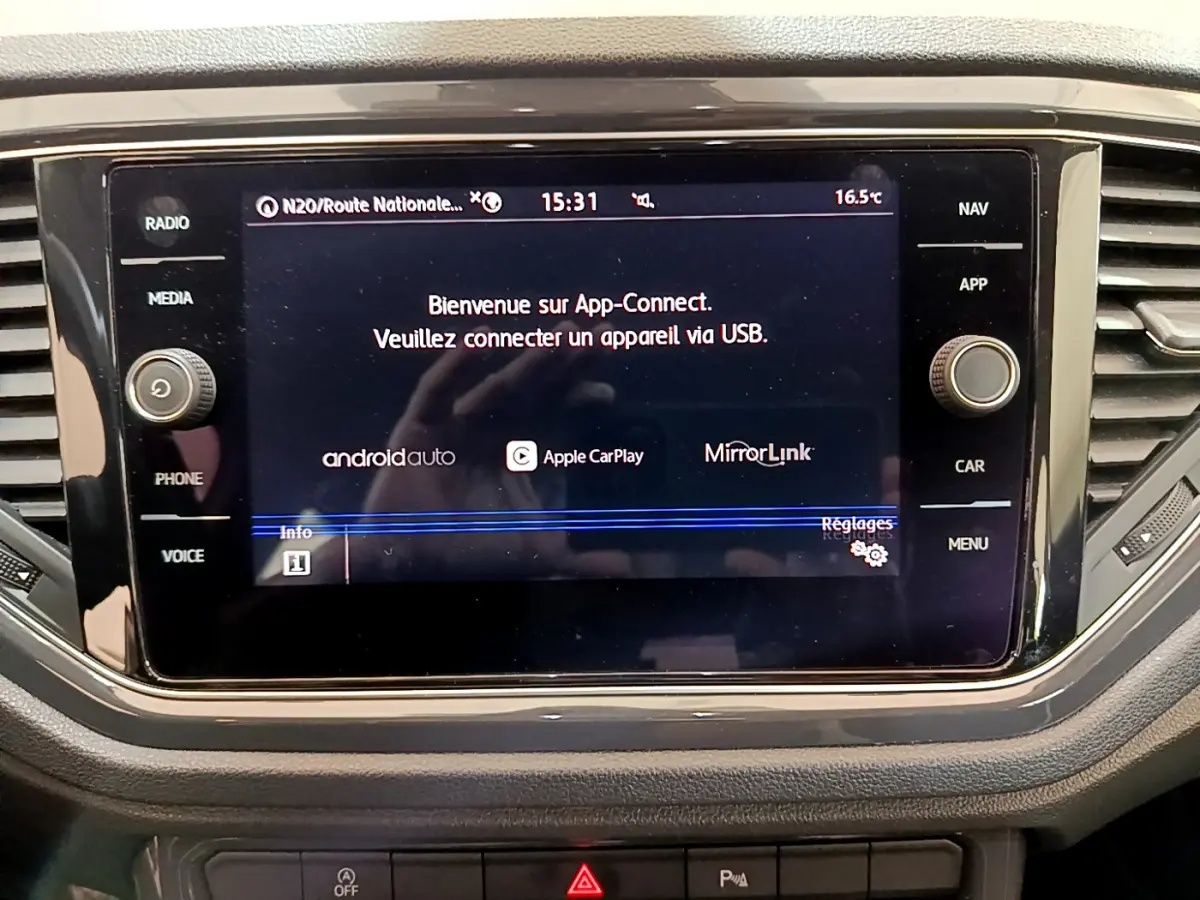 N20/Route Nationale... 15:31 16.5°C
RADIO
MEDIA
PHONE
VOICE
Bienvenue sur App-Connect.
Veuillez connecter un appareil via USB.
androidauto Apple CarPlay MirrorLink
Info
Réglages
NAV
APP
CAR
MENU
A
OFF
P